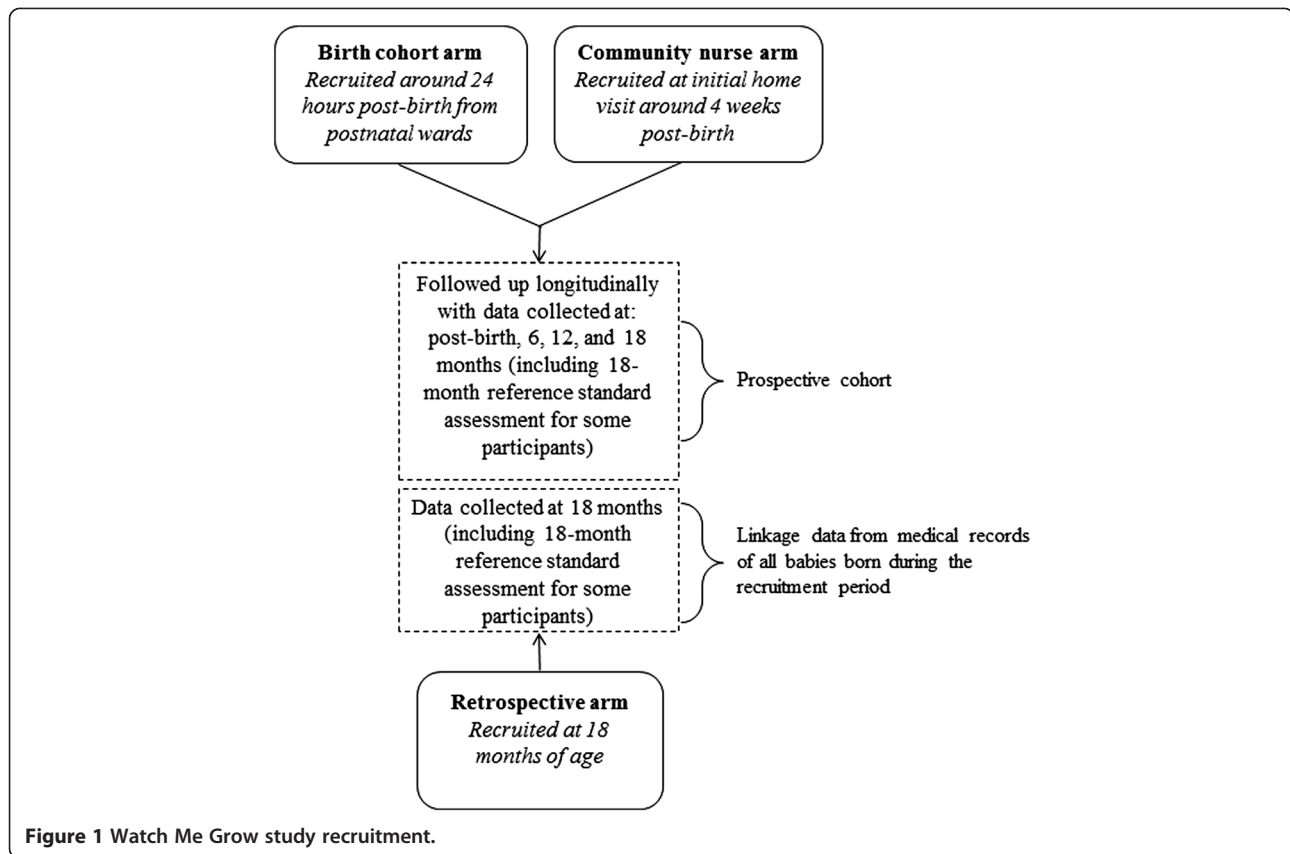 Birth cohort arm
Recruited around 24
hours post-birth from
postnatal wards
Community nurse arm
Recruited at initial home
visit around 4 weeks
post-birth
Followed up longitudinally
with data collected at:
post-birth, 6, 12, and 18
months (including 18-
month reference standard
assessment for some
participants)
Prospective cohort
Data collected at 18 months
(including 18-month
reference standard
assessment for some
participants)
Linkage data from medical records
of all babies born during the
recruitment period
Retrospective arm
Recruited at 18
months of age
Figure 1 Watch Me Grow study recruitment.